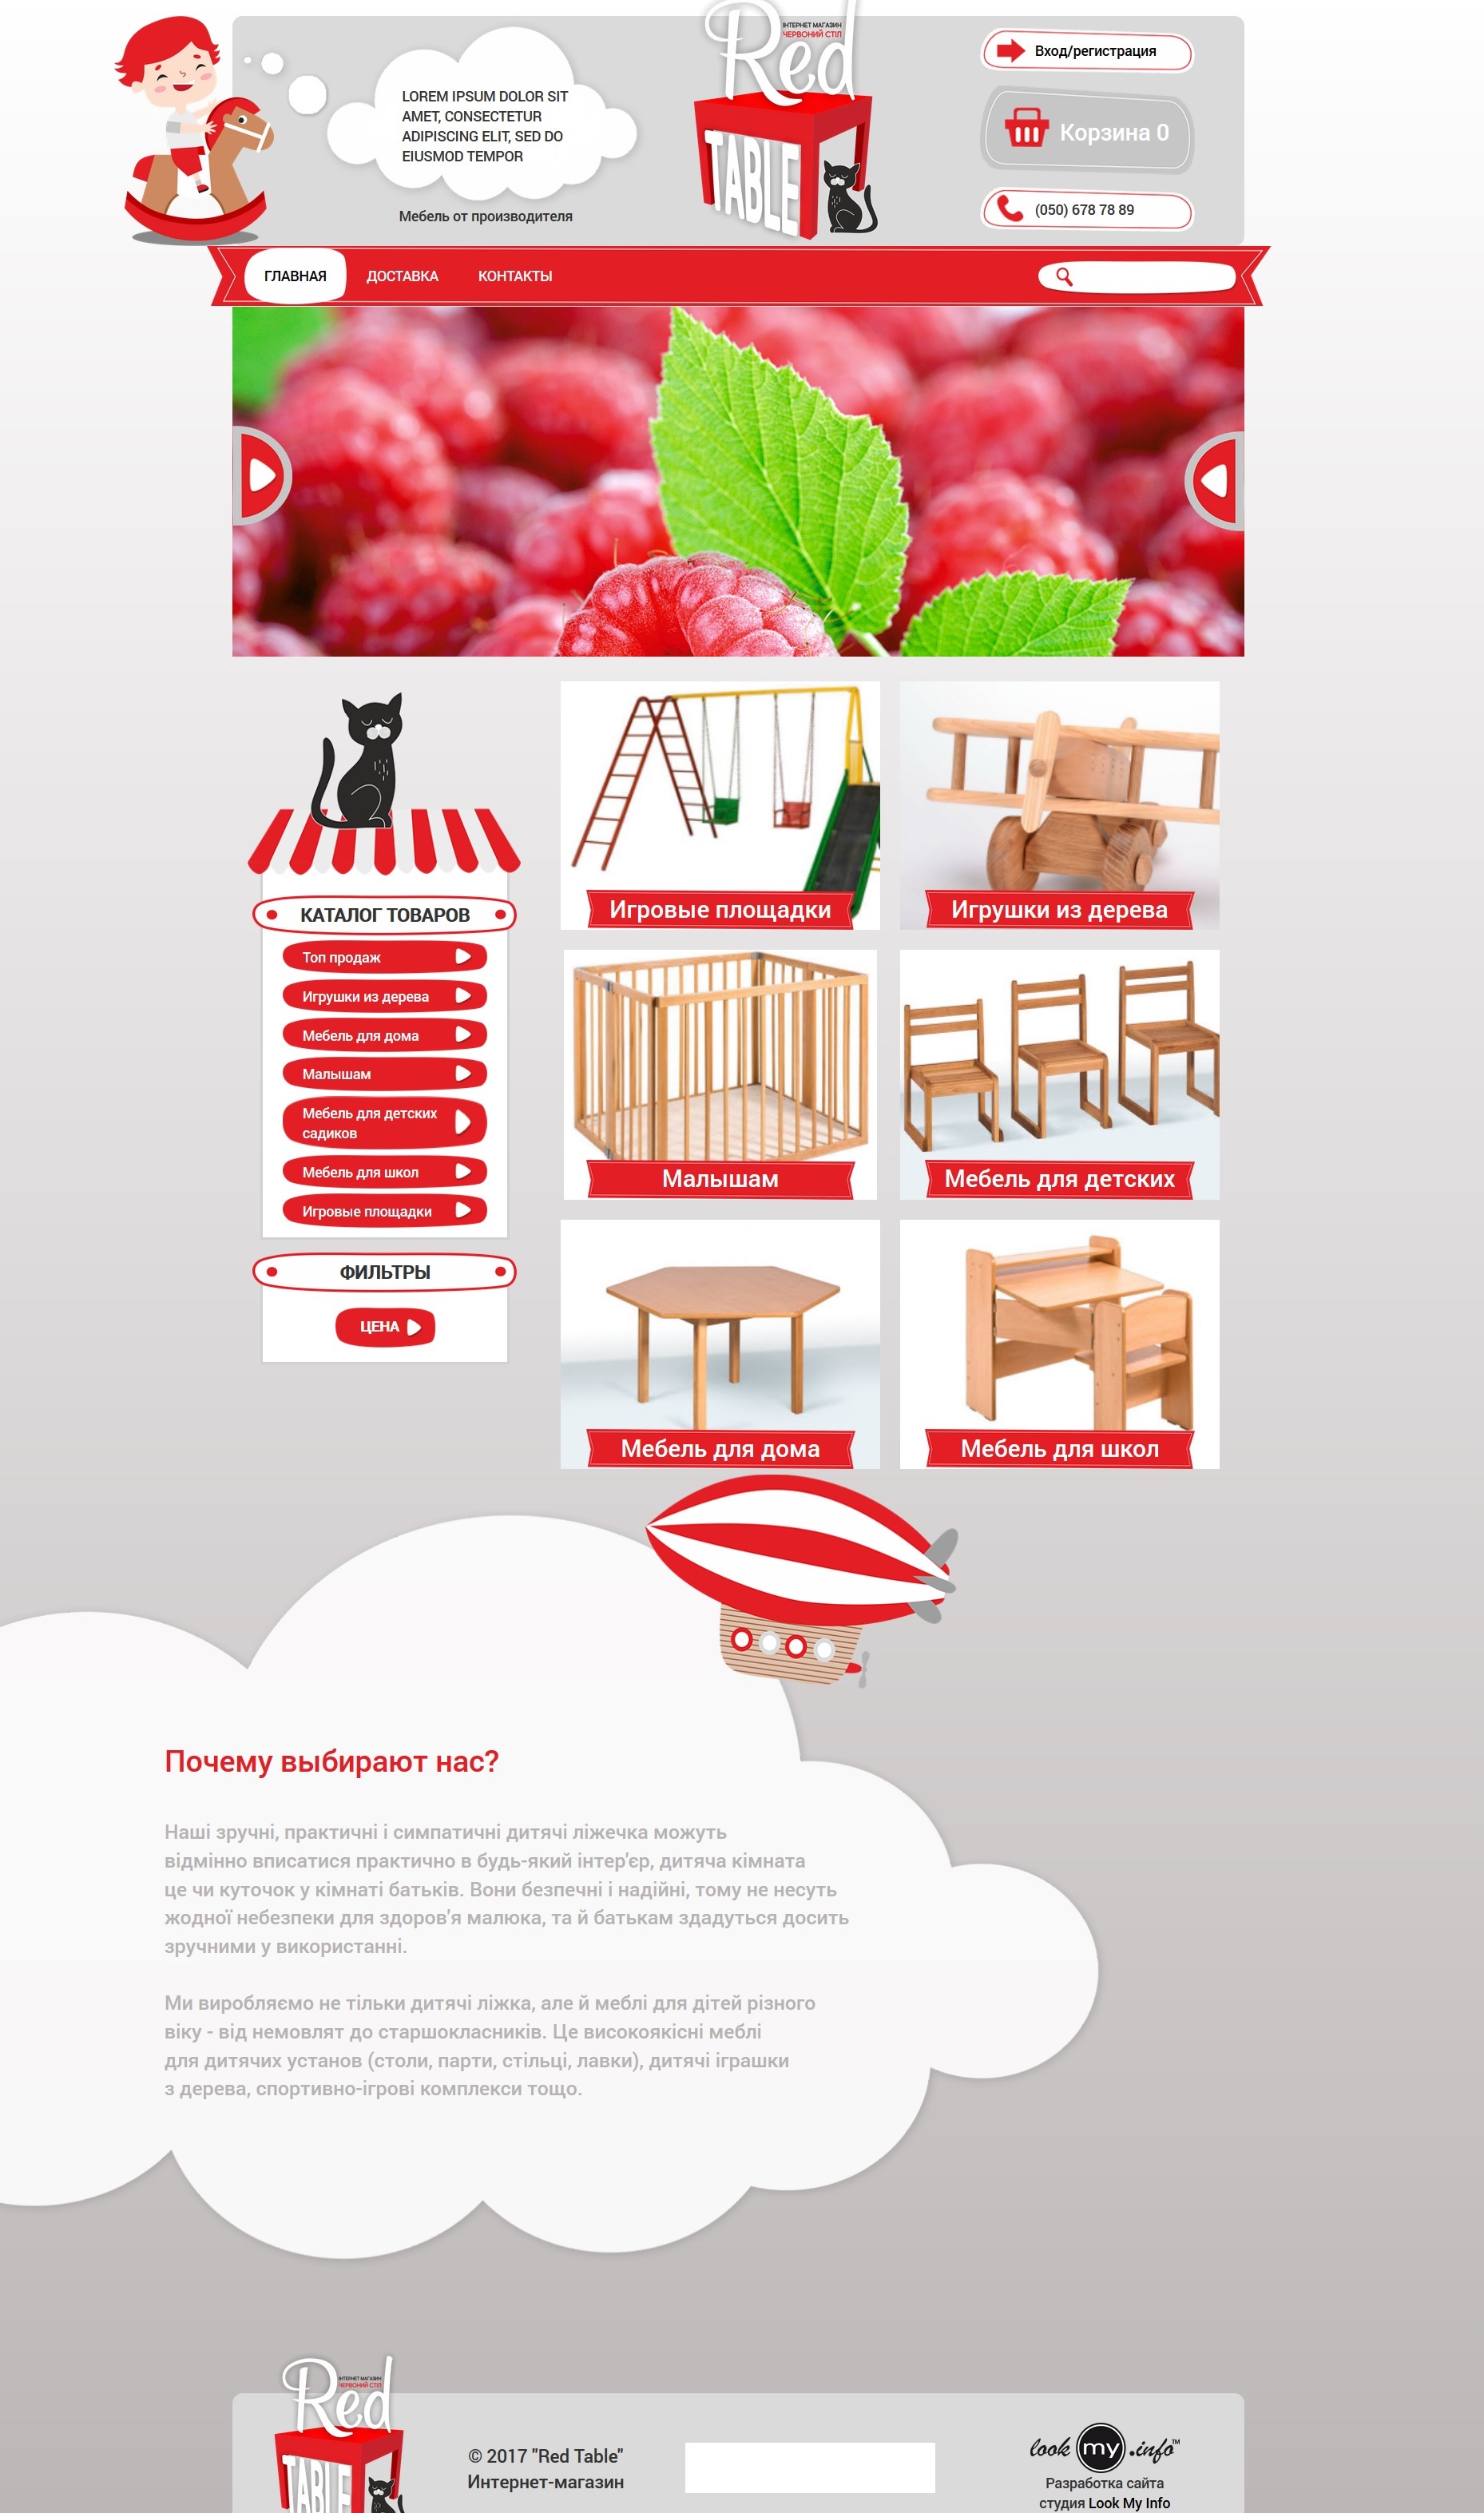 LOREM IPSUM DOLOR SIT
AMET, CONSECTETUR
ADIPISCING ELIT, SED DO
EIUSMOD TEMPOR
Мебель от производителя
ІНТЕРНЕТ МАГАЗИН
ЧЕРВОНИЙ СТІЛ
Red
TABLE
Вход/регистрация
Корзина 0
(050) 678 78 89
ГЛАВНАЯ
ДОСТАВКА
КОНТАКТЫ
КАТАЛОГ ТОВАРОВ
Топ продаж
Игрушки из дерева
Мебель для дома
Малышам
Мебель для детских
садиков
Мебель для школ
Игровые площадки
ФИЛЬТРЫ
ЦЕНА
Игровые площадки
Игрушки из дерева
Малышам
Мебель для детских
Мебель для дома
Мебель для школ
Почему выбирают нас?
Наші зручні, практичні і симпатичні дитячі ліжечка можуть
відмінно вписатися практично в будь-який інтер'єр, дитяча кімната
це чи куточок у кімнаті батьків. Вони безпечні і надійні, тому не несуть
жодної небезпеки для здоров'я малюка, та й батькам здадуться досить
зручними у використанні.
Ми виробляємо не тільки дитячі ліжка, але й меблі для дітей різного
віку - від немовлят до старшокласників. Це високоякісні меблі
для дитячих установ (столи, парти, стільці, лавки), дитячі іграшки
з дерева, спортивно-ігрові комплекси тощо.
ІНТЕРНЕТ МАГАЗИН
ЧЕРВОНИЙ СТІЛ
Red
TABLE
© 2017 "Red Table"
Интернет-магазин
look my .info™
Разработка сайта
студия Look My Info